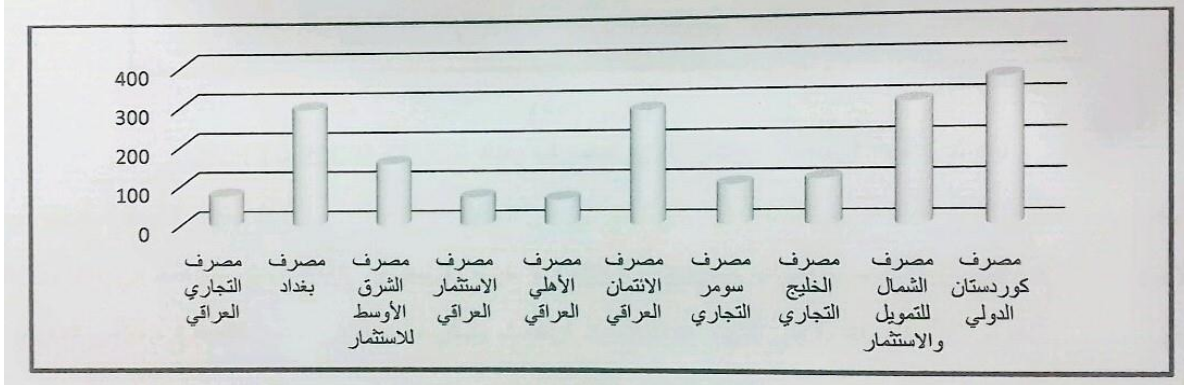 400
300
200
100
0
مصرف
التجاري
العراقي
مصرف
بغداد
مصرف
الشرق
الأوسط
للاستثمار
مصرف
الاستثمار
العراقي
مصرف
الأهلي
العراقي
مصرف
الائتمان
العراقي
مصرف
سومر
التجاري
مصرف
الخليج
التجاري
مصرف
الشمال
للتمويل
والاستثمار
مصرف
كوردستان
الدولي